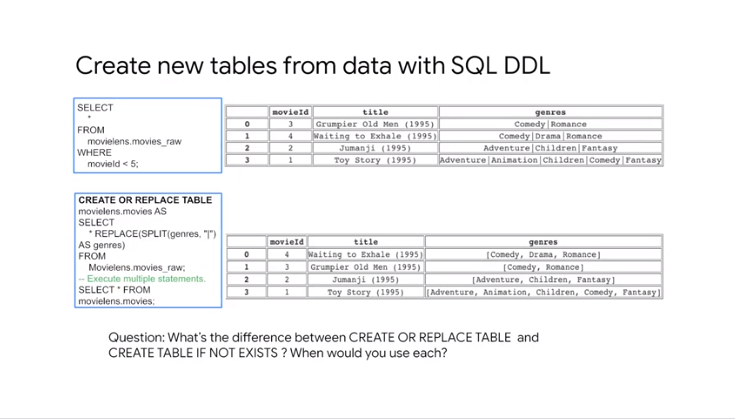 Create new tables from data with SQL DDL
SELECT
*
FROM
movielens.movies_raw
WHERE
movieId < 5;
movieId title genres
0 3 Grumpier Old Men (1995) Comedy|Romance
1 4 Waiting to Exhale (1995) Comedy|Drama|Romance
2 2 Jumanji (1995) Adventure|Children|Fantasy
3 1 Toy Story (1995) Adventure|Animation|Children|Comedy|Fantasy
CREATE OR REPLACE TABLE
movielens.movies AS
SELECT
* REPLACE(SPLIT(genres, "|")
AS genres)
FROM
Movielens.movies_raw;
-- Execute multiple statements.
SELECT * FROM
movielens.movies;
movieId title genres
0 4 Waiting to Exhale (1995) [Comedy, Drama, Romance]
1 3 Grumpier Old Men (1995) [Comedy, Romance]
2 2 Jumanji (1995) [Adventure, Children, Fantasy]
3 1 Toy Story (1995) [Adventure, Animation, Children, Comedy, Fantasy]
Question: What's the difference between CREATE OR REPLACE TABLE and
CREATE TABLE IF NOT EXISTS ? When would you use each?